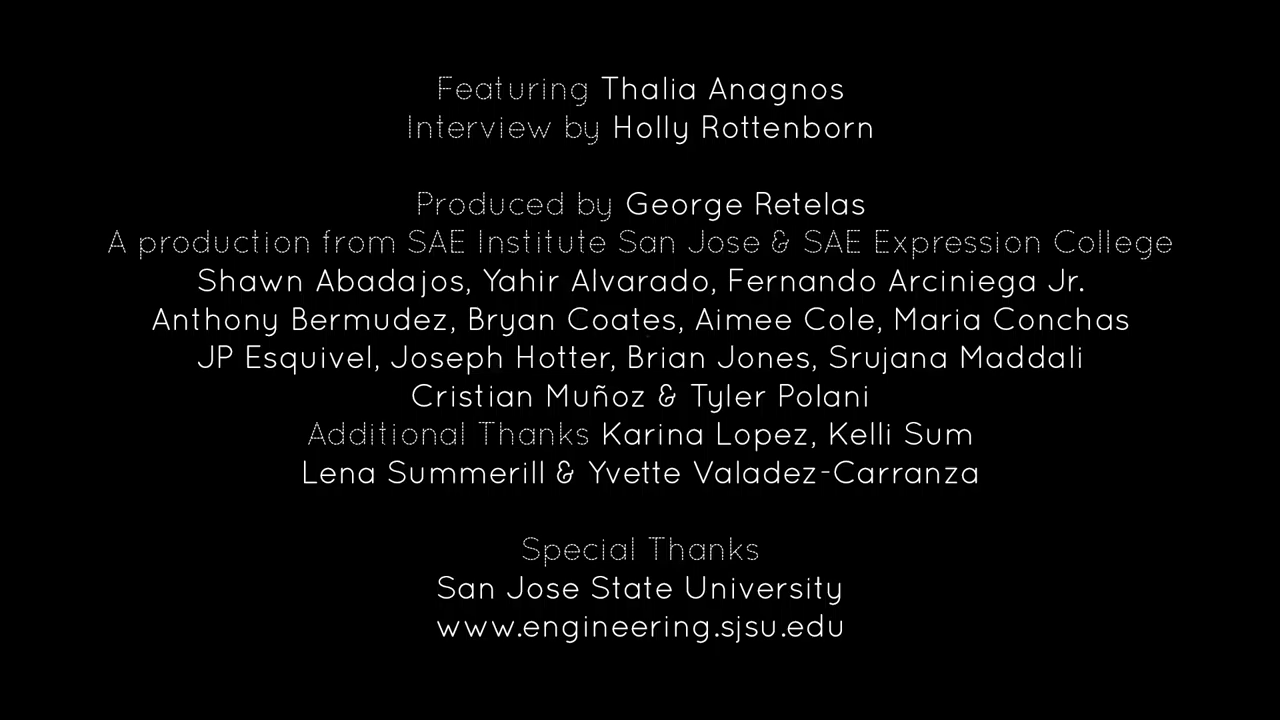 Featuring Thalia Anagnos
Interview by Holly Rottenborn
Produced by George Retelas
A production from SAE Institute San Jose & SAE Expression College
Shawn Abadajos, Yahir Alvarado, Fernando Arciniega Jr.
Anthony Bermudez, Bryan Coates, Aimee Cole, Maria Conchas
JP Esquivel, Joseph Hotter, Brian Jones, Srujana Maddali
Cristian Muñoz & Tyler Polani
Additional Thanks Karina Lopez, Kelli Sum
Lena Summerill & Yvette Valadez-Carranza
Special Thanks
San Jose State University
www.engineering.sjsu.edu